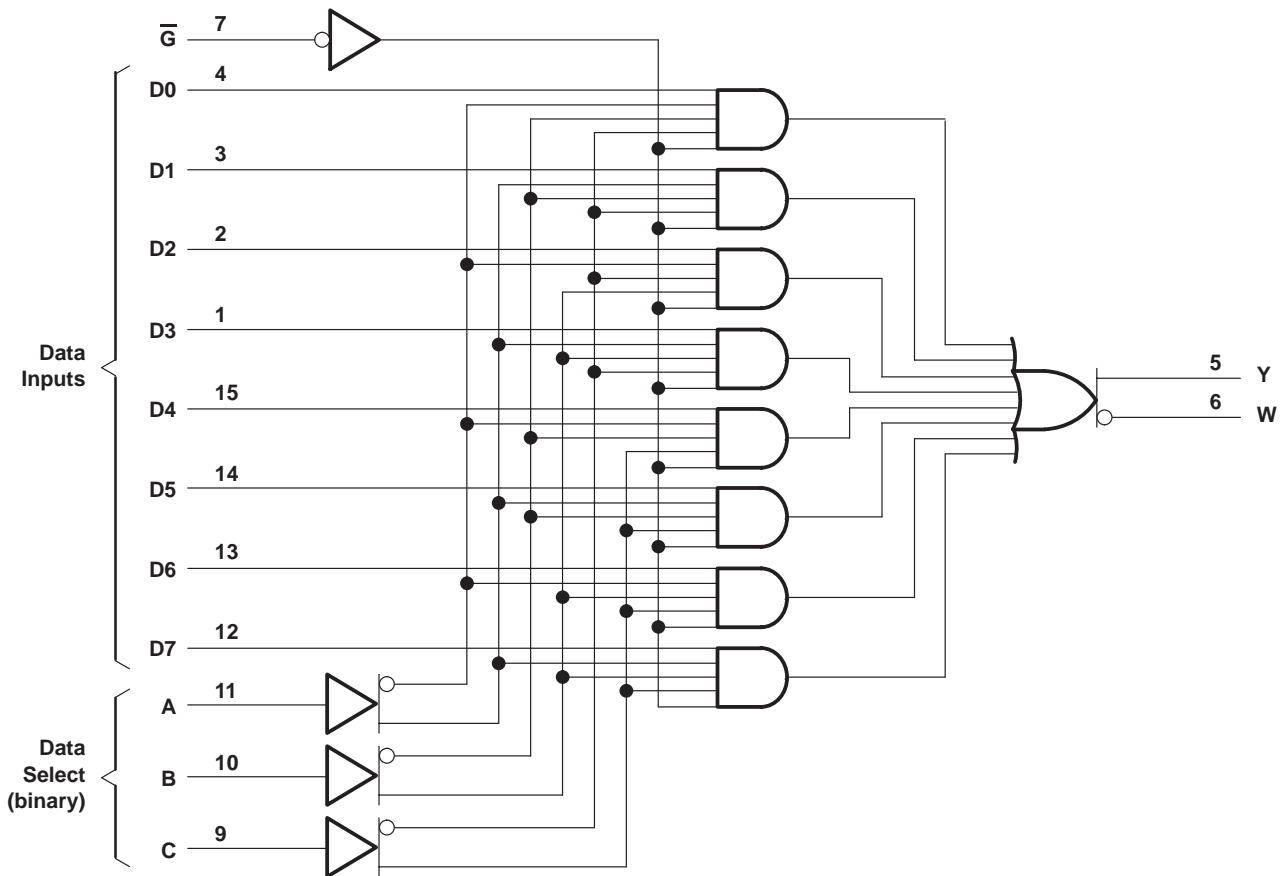 G̅ 7
D0 4
D1 3
D2 2
D3 1
D4 15
D5 14
D6 13
D7 12
Data
Inputs
A 11
B 10
C 9
Data
Select
(binary)
5 Y
6 W